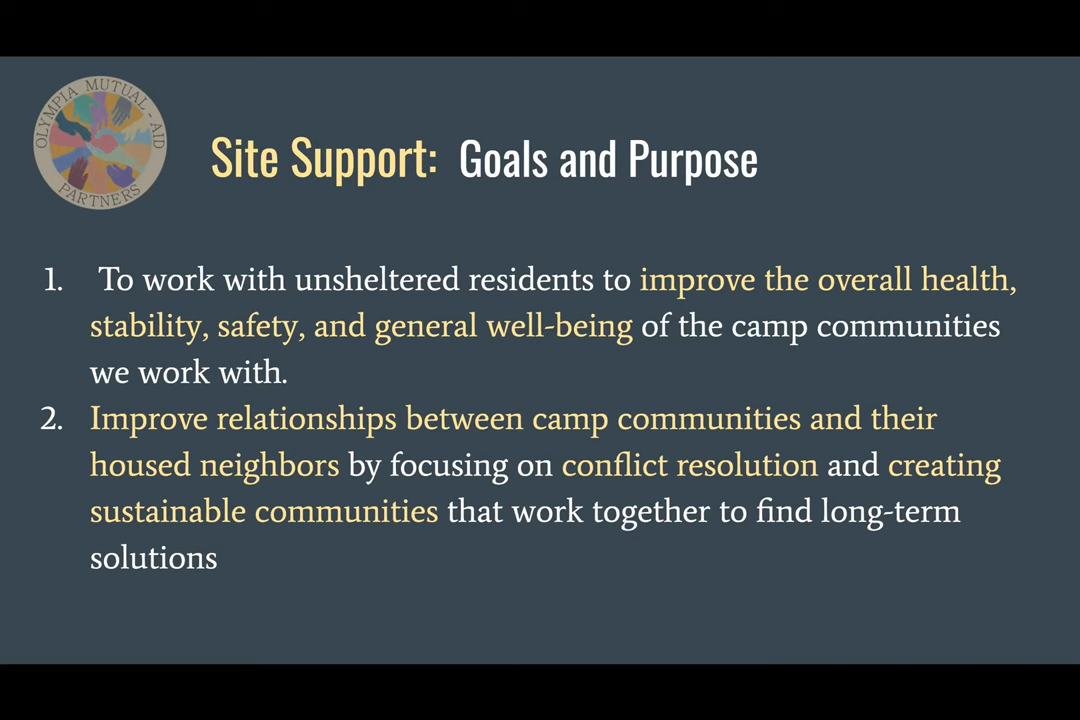 OLYMPIA MUTUAL-AID
PARTNERS
Site Support: Goals and Purpose
1. To work with unsheltered residents to improve the overall health,
stability, safety, and general well-being of the camp communities
we work with.
2. Improve relationships between camp communities and their
housed neighbors by focusing on conflict resolution and creating
sustainable communities that work together to find long-term
solutions